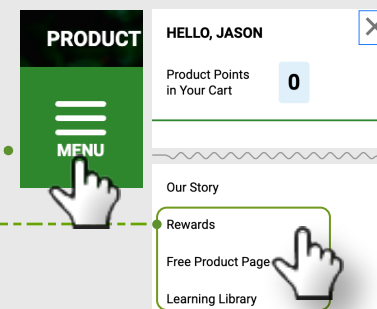 PRODUCT
MENU
HELLO, JASON
Product Points
in Your Cart
0
Our Story
Rewards
Free Product Page
Learning Library